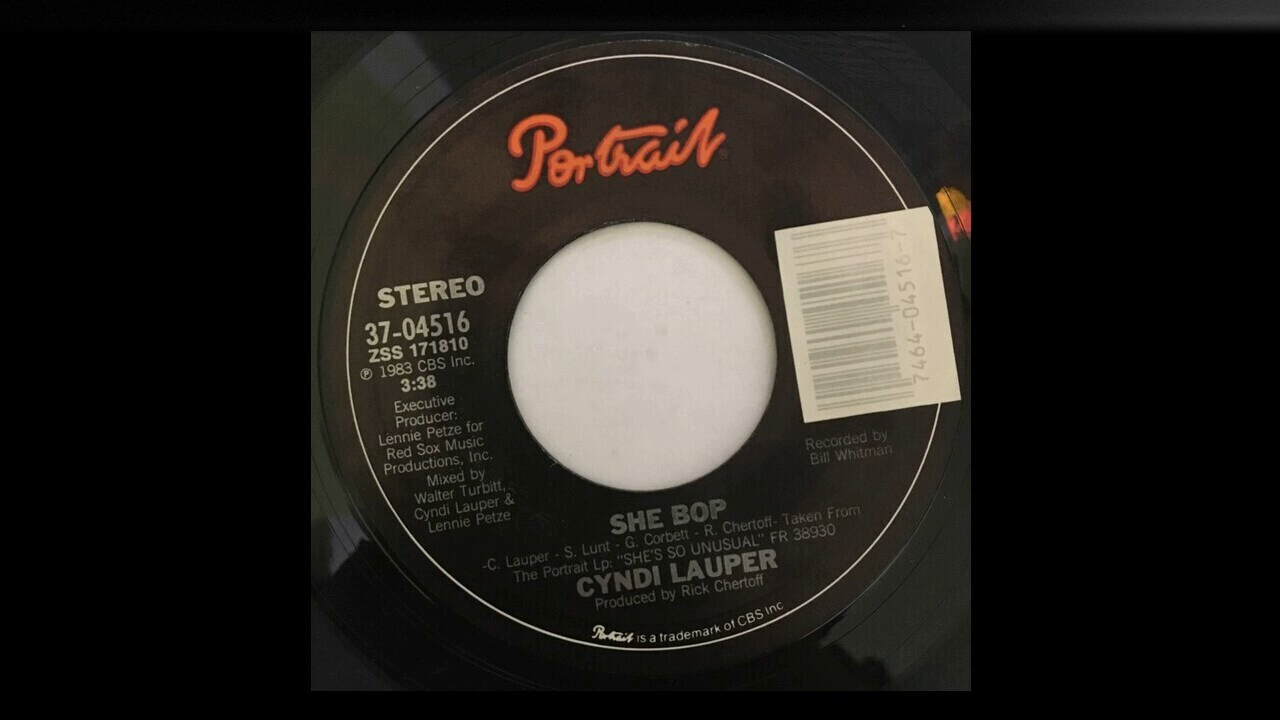 Portrait
STEREO
37-04516
ZSS 171810
℗ 1983 CBS Inc.
3:38
Executive
Producer:
Lennie Petze for
Red Sox Music
Productions, Inc.
Mixed by
Walter Turbitt,
Cyndi Lauper &
Lennie Petze
7464-04516-7
Recorded by
Bill Whitman
SHE BOP
-C. Lauper - S. Lunt - G. Corbett - R. Chertoff- Taken From
The Portrait Lp: "SHE'S SO UNUSUAL" FR 38930
CYNDI LAUPER
Produced by Rick Chertoff
Portrait is a trademark of CBS Inc